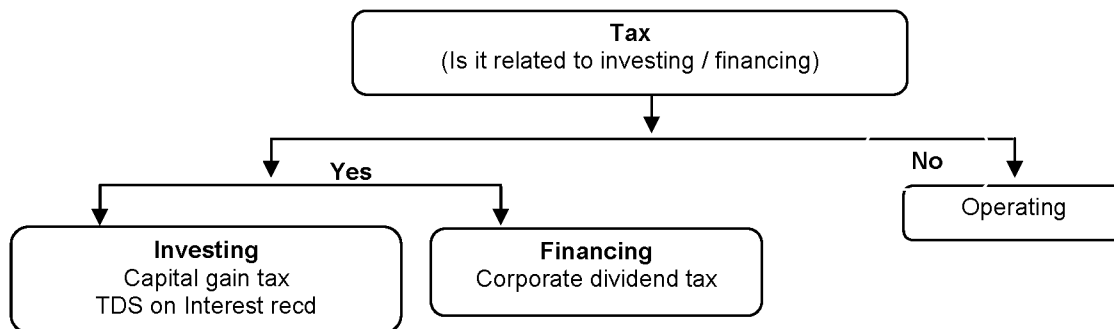 Tax
(Is it related to investing / financing)
Yes
No
Operating
Investing
Capital gain tax
TDS on Interest recd
Financing
Corporate dividend tax